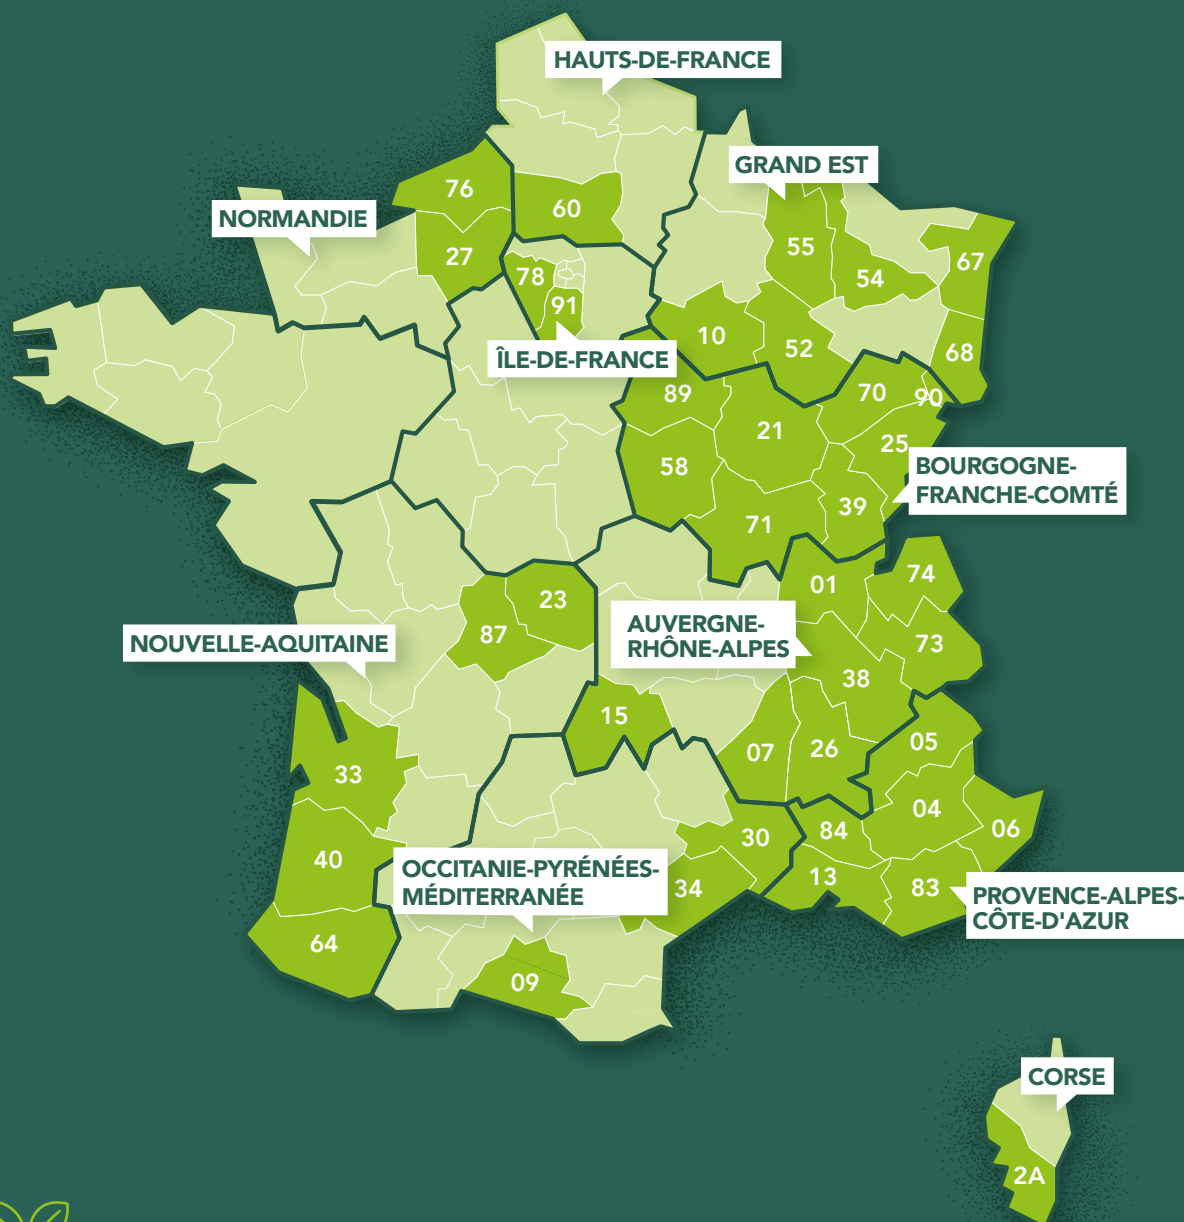 HAUTS-DE-FRANCE
GRAND EST
76
60
NORMANDIE
55
27
67
78
54
91
10
52
ÎLE-DE-FRANCE
68
89
70
90
21
25
58
BOURGOGNE-
FRANCHE-COMTÉ
39
71
01
74
23
AUVERGNE-
RHÔNE-ALPES
87
NOUVELLE-AQUITAINE
73
38
15
05
07
26
33
04
84
06
30
40
OCCITANIE-PYRÉNÉES-
MÉDITERRANÉE
34
13
83
PROVENCE-ALPES-
CÔTE-D'AZUR
64
09
CORSE
2A